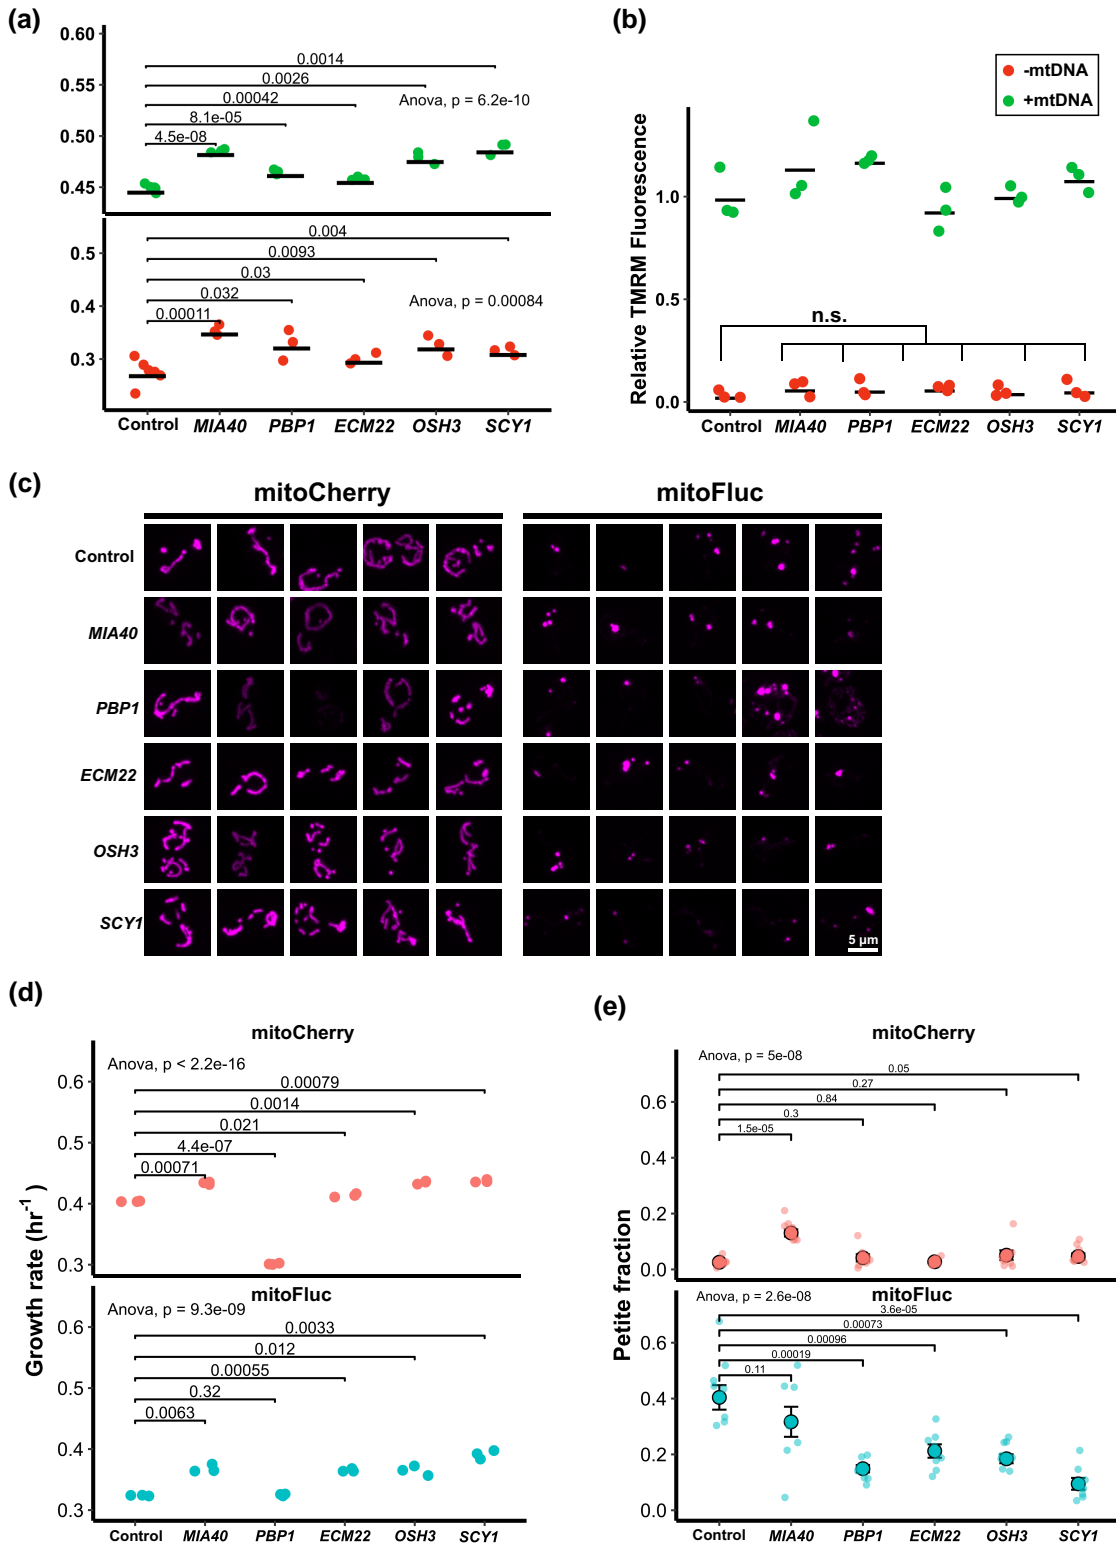 (a)
0.60
0.55
0.50
0.45
0.0014
0.0026
0.00042
8.1e-05
4.5e-08
Anova, p = 6.2e-10
0.5
0.4
0.3
0.004
0.0093
0.03
0.032
0.00011
Anova, p = 0.00084
Control MIA40 PBP1 ECM22 OSH3 SCY1
(b)
-mtDNA
+mtDNA
Relative TMRM Fluorescence
1.0
0.5
0.0
n.s.
Control MIA40 PBP1 ECM22 OSH3 SCY1
(c)
mitoCherry mitoFluc
Control
MIA40
PBP1
ECM22
OSH3
SCY1
5 µm
(d)
mitoCherry
Anova, p < 2.2e-16
0.6
0.5
0.4
0.3
0.00079
0.0014
0.021
4.4e-07
0.00071
Growth rate (hr-1 )
mitoFluc
Anova, p = 9.3e-09
0.6
0.5
0.4
0.3
0.0033
0.012
0.00055
0.32
0.0063
Control MIA40 PBP1 ECM22 OSH3 SCY1
(e)
mitoCherry
Anova, p = 5e-08
0.6
0.4
0.2
0.0
0.05
0.27
0.84
0.3
1.5e-05
Petite fraction
Anova, p = 2.6e-08
mitoFluc
0.6
0.4
0.2
0.0
3.6e-05
0.00073
0.00096
0.00019
0.11
Control MIA40 PBP1 ECM22 OSH3 SCY1